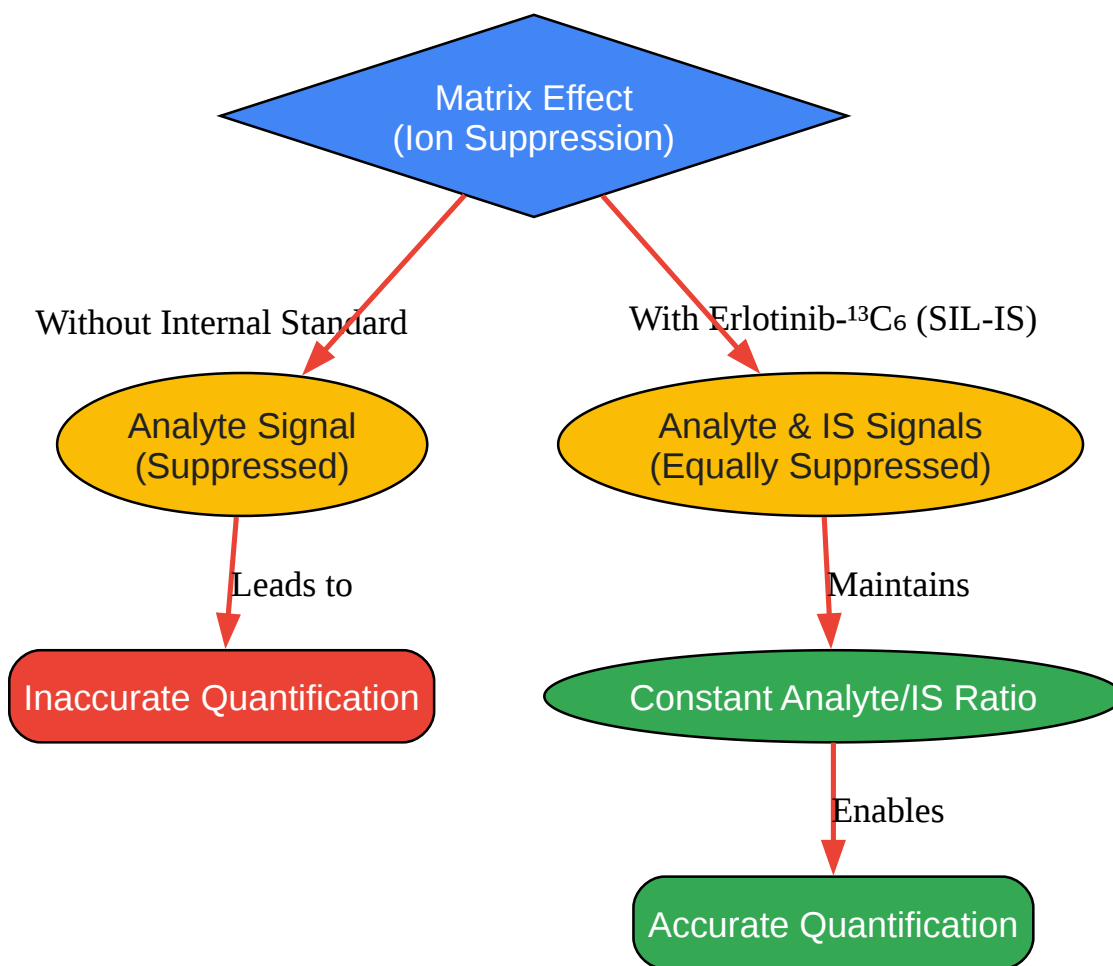 Matrix Effect
(Ion Suppression)
Without Internal Standard
With Erlotinib-¹³C₆ (SIL-IS)
Analyte Signal
(Suppressed)
Analyte & IS Signals
(Equally Suppressed)
Leads to
Maintains
Inaccurate Quantification
Constant Analyte/IS Ratio
Enables
Accurate Quantification